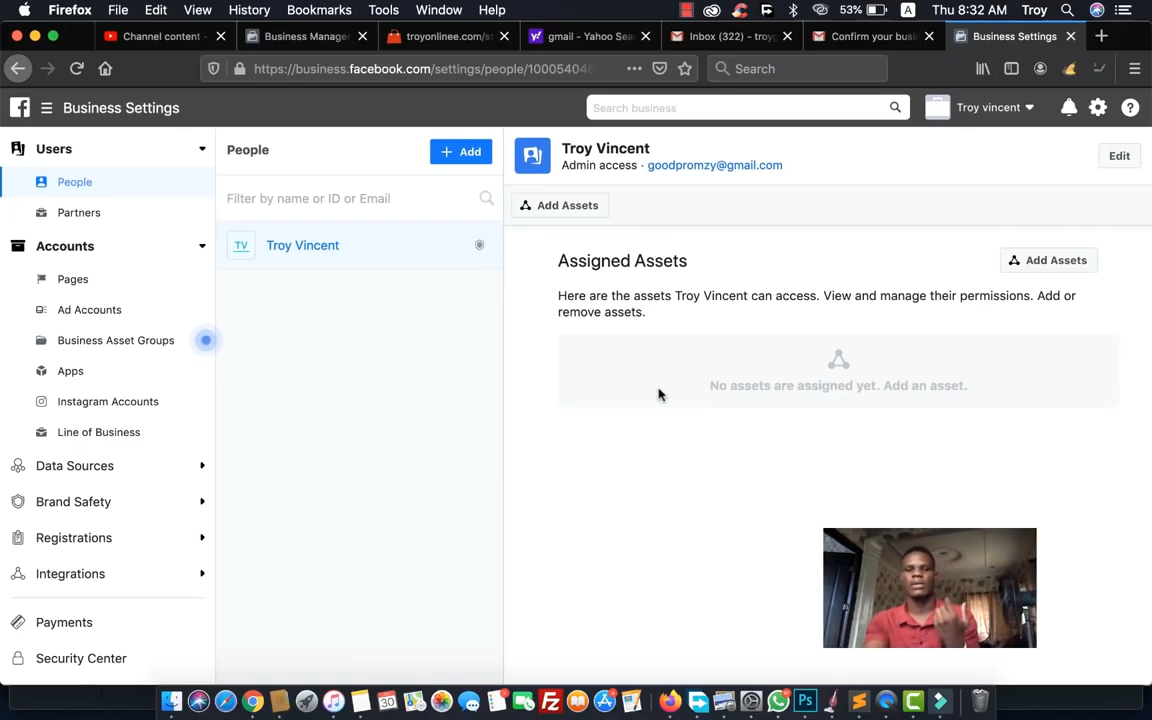 Firefox File Edit View History Bookmarks Tools Window Help 53% A Thu 8:32 AM Troy
Channel content - Business Manage troyonlinee.com/s gmail - Yahoo Sea Inbox (322) - troyg Confirm your busi Business Settings
https://business.facebook.com/settings/people/10005404 Search
Business Settings Search business Troy vincent
Users People + Add Troy Vincent Edit
Admin access · goodpromzy@gmail.com
People Filter by name or ID or Email Add Assets
Partners
Accounts TV Troy Vincent Assigned Assets Add Assets
Pages Here are the assets Troy Vincent can access. View and manage their permissions. Add or
Ad Accounts remove assets.
Business Asset Groups
Apps No assets are assigned yet. Add an asset.
Instagram Accounts
Line of Business
Data Sources
Brand Safety
Registrations
Integrations
Payments
Security Center
30 Fz Ps